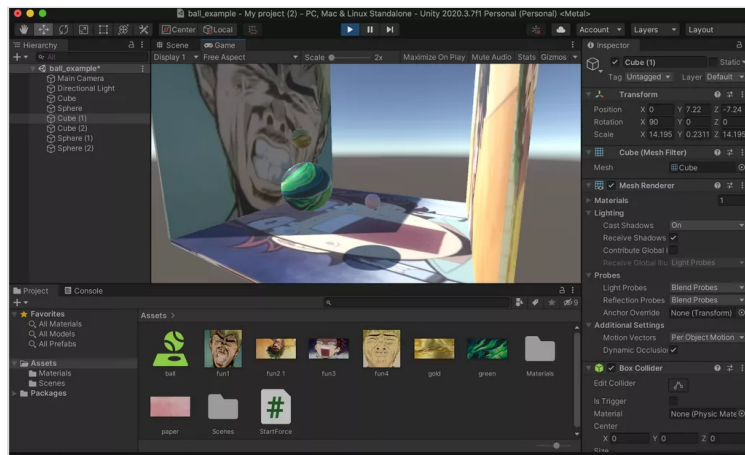 ball_example - My project (2) - PC, Mac & Linux Standalone - Unity 2020.3.7f1 Personal (Personal) <Metal>
Center
Local
Account
Layers
Layout
Hierarchy
All
ball_example*
Main Camera
Directional Light
Cube
Sphere
Cube (1)
Cube (2)
Sphere (1)
Sphere (2)
Scene
Game
Display 1
Free Aspect
Scale
2x
Maximize On Play
Mute Audio
Stats
Gizmos
Inspector
Cube (1)
Static
Tag Untagged
Layer Default
Transform
Position X 0 Y 7.22 Z -7.24
Rotation X 90 Y 0 Z 0
Scale X 14.195 Y 0.2311 Z 14.195
Cube (Mesh Filter)
Mesh
Cube
Mesh Renderer
Materials
1
Lighting
Cast Shadows
On
Receive Shadows
Contribute Global I
Receive Global Illu
Light Probes
Probes
Light Probes
Blend Probes
Reflection Probes
Blend Probes
Anchor Override
None (Transform)
Additional Settings
Motion Vectors
Per Object Motion
Dynamic Occlusio
Box Collider
Edit Collider
Is Trigger
Material
None (Physic Mate
Center
X 0 Y 0 Z 0
Size
Project
Console
9
Favorites
All Materials
All Models
All Prefabs
Assets
Materials
Scenes
Packages
Assets >
ball
fun1
fun2 1
fun3
fun4
gold
green
Materials
paper
Scenes
#
StartForce